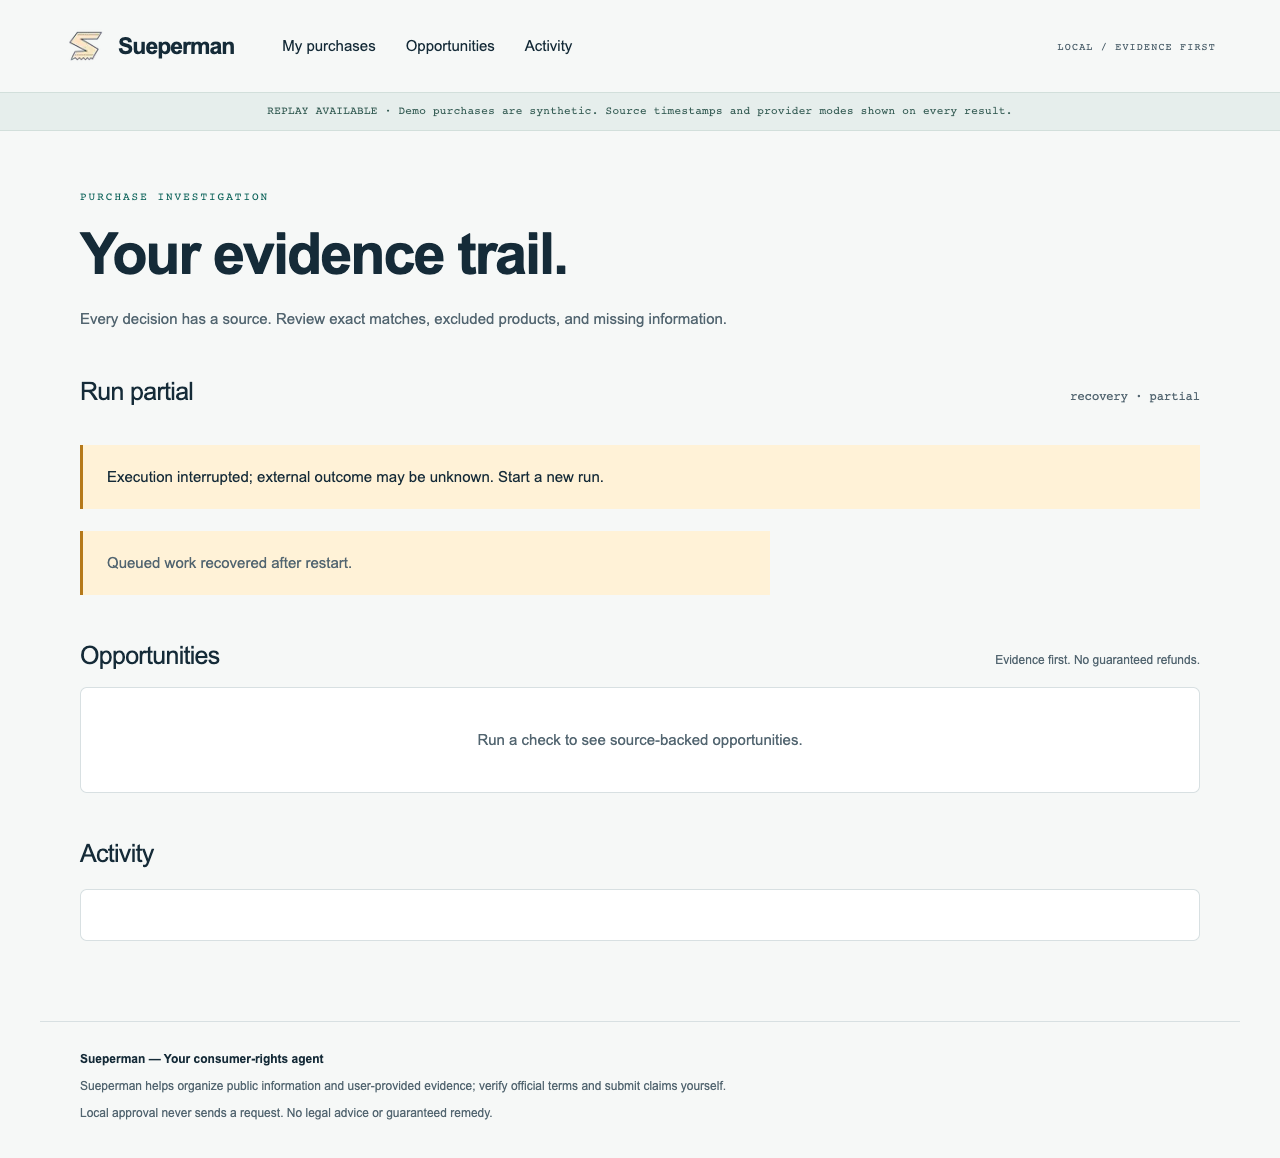 Sueperman
My purchases
Opportunities
Activity
LOCAL / EVIDENCE FIRST
REPLAY AVAILABLE · Demo purchases are synthetic. Source timestamps and provider modes shown on every result.
PURCHASE INVESTIGATION
Your evidence trail.
Every decision has a source. Review exact matches, excluded products, and missing information.
Run partial
recovery · partial
Execution interrupted; external outcome may be unknown. Start a new run.
Queued work recovered after restart.
Opportunities
Evidence first. No guaranteed refunds.
Run a check to see source-backed opportunities.
Activity
Sueperman — Your consumer-rights agent
Sueperman helps organize public information and user-provided evidence; verify official terms and submit claims yourself.
Local approval never sends a request. No legal advice or guaranteed remedy.